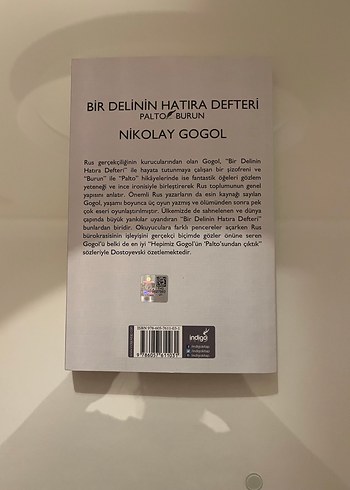 BİR DELİNİN HATIRA DEFTERİ
PALTO BURUN
NİKOLAY GOGOL
Rus gerçekçiliğinin kurucularından olan Gogol, "Bir Delinin
Hatıra Defteri" ile hayata tutunmaya çalışan bir şizofreni ve
"Burun" ile "Palto" hikâyelerinde ise fantastik öğeleri gözlem
yeteneği ve ince ironisiyle birleştirerek Rus toplumunun genel
yapısını anlatır. Önemli Rus yazarların da esin kaynağı sayılan
Gogol, yaşamı boyunca üç oyun yazmış ve ölümünden sonra pek
çok eseri oyunlaştırılmıştır. Ülkemizde de sahnelenen ve dünya
çapında büyük yankılar uyandıran "Bir Delinin Hatıra Defteri"
bunlardan biridir. Okuyuculara farklı pencereler açarken Rus
bürokrasisinin işleyişini gerçekçi biçimde gözler önüne seren
Gogol'ü belki de en iyi "Hepimiz Gogol'ün 'Palto'sundan çıktık"
sözleriyle Dostoyevski özetlemektedir.
indigo